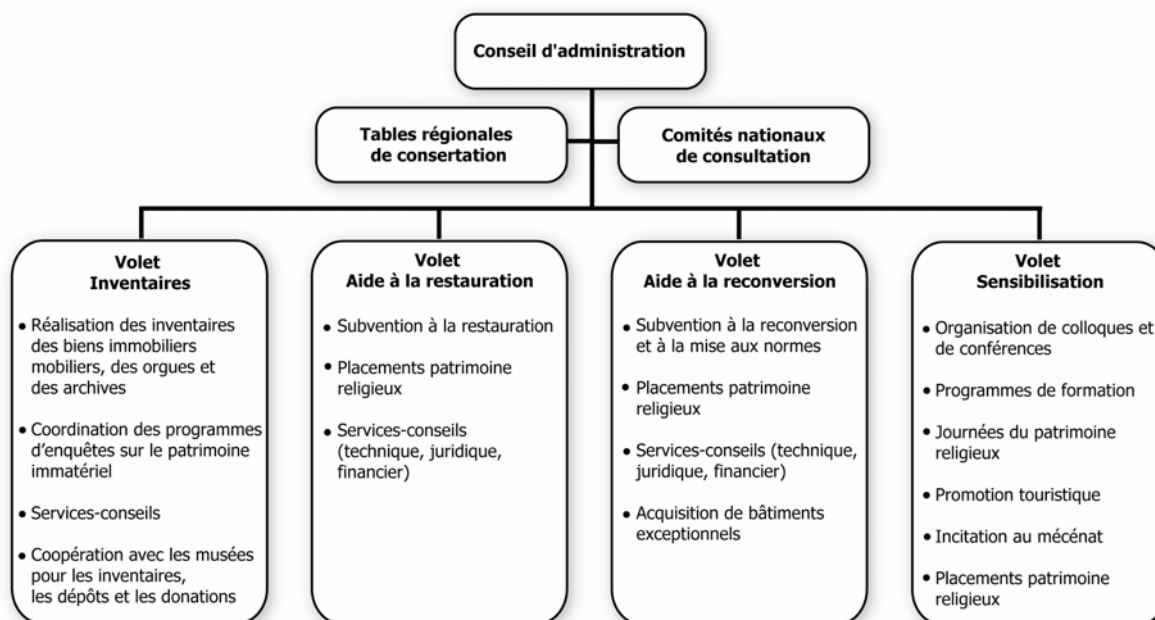 Conseil d'administration
Tables régionales
de consertation
Comités nationaux
de consultation
Volet
Inventaires
• Réalisation des inventaires
des biens immobiliers
mobiliers, des orgues et
des archives
• Coordination des programmes
d'enquêtes sur le patrimoine
immatériel
• Services-conseils
• Coopération avec les musées
pour les inventaires,
les dépôts et les donations
Volet
Aide à la restauration
• Subvention à la restauration
• Placements patrimoine
religieux
• Services-conseils
(technique, juridique,
financier)
Volet
Aide à la reconversion
• Subvention à la reconversion
et à la mise aux normes
• Placements patrimoine
religieux
• Services-conseils (technique,
juridique, financier)
• Acquisition de bâtiments
exceptionnels
Volet
Sensibilisation
• Organisation de colloques et
de conférences
• Programmes de formation
• Journées du patrimoine
religieux
• Promotion touristique
• Incitation au mécénat
• Placements patrimoine
religieux